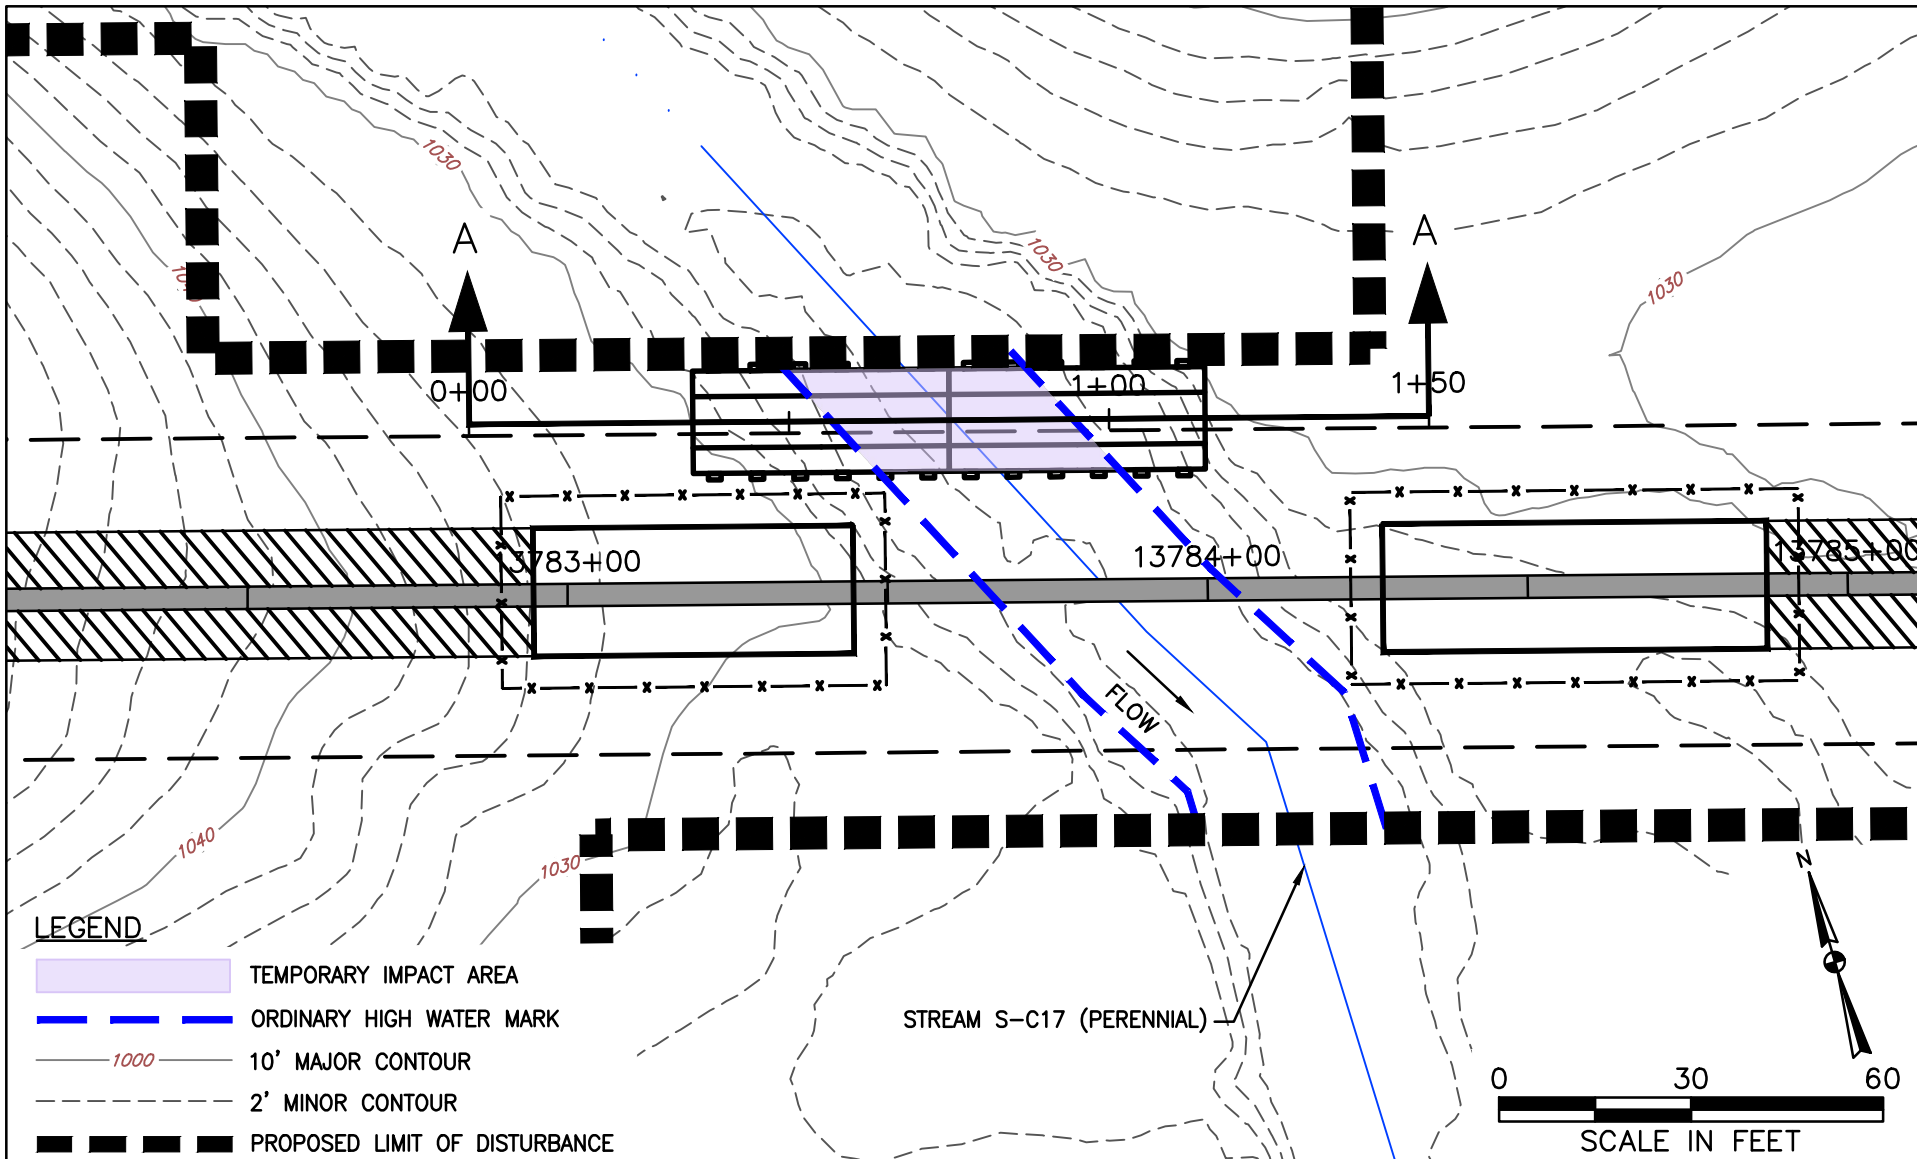 1030
A
A
1030
1030
0+00
1+00
1+50
3783+00
13784+00
13785+00
FLOW
1040
1030
N
LEGEND
TEMPORARY IMPACT AREA
ORDINARY HIGH WATER MARK
1000 10' MAJOR CONTOUR
2' MINOR CONTOUR
PROPOSED LIMIT OF DISTURBANCE
STREAM S-C17 (PERENNIAL)
0 30 60
SCALE IN FEET